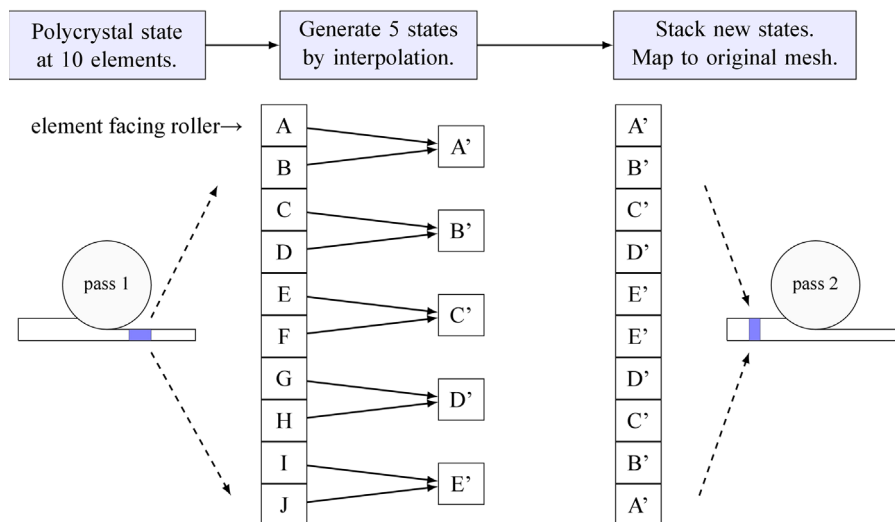 Polycrystal state
at 10 elements.
Generate 5 states
by interpolation.
Stack new states.
Map to original mesh.
element facing roller→
A
B
C
D
E
F
G
H
I
J
A’
B’
C’
D’
E’
A’
B’
C’
D’
E’
E’
D’
C’
B’
A’
pass 1
pass 2